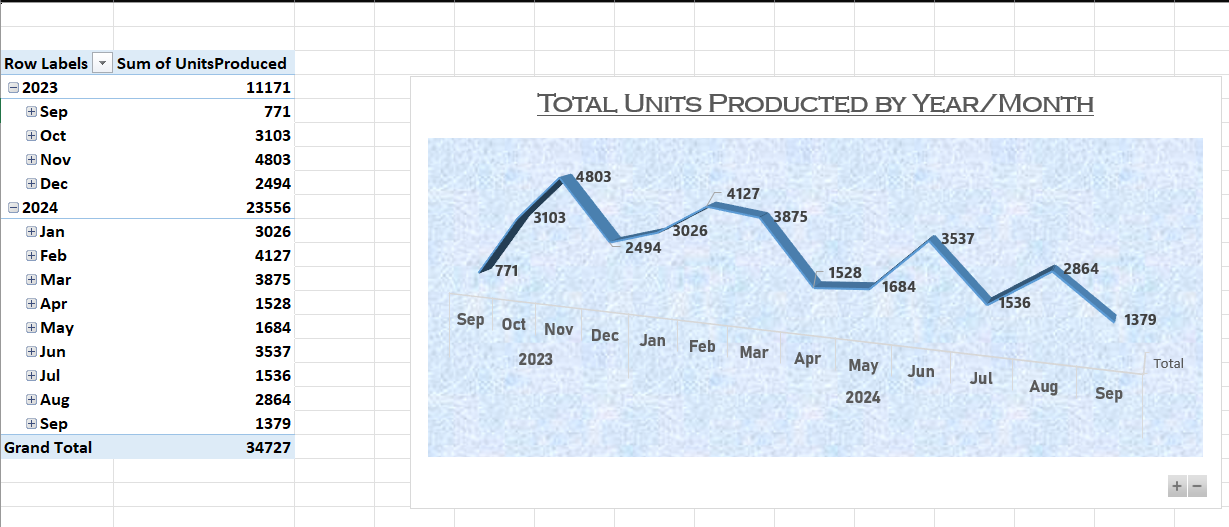 Row Labels Sum of UnitsProduced
2023 11171
Sep 771
Oct 3103
Nov 4803
Dec 2494
2024 23556
Jan 3026
Feb 4127
Mar 3875
Apr 1528
May 1684
Jun 3537
Jul 1536
Aug 2864
Sep 1379
Grand Total 34727
Total Units Producted by Year/Month
771
3103
4803
2494
3026
4127
3875
1528
1684
3537
1536
2864
1379
Sep Oct Nov Dec Jan Feb Mar Apr May Jun Jul Aug Sep
2023 2024
Total